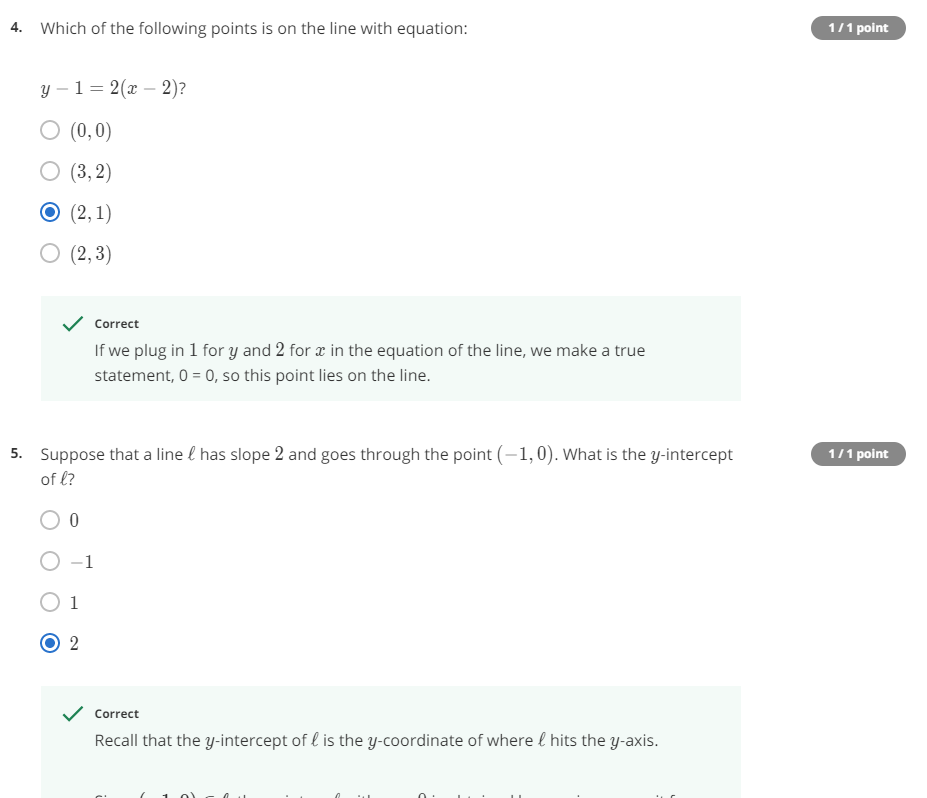 4. Which of the following points is on the line with equation: 1 / 1 point
y − 1 = 2(x − 2)?
(0, 0)
(3, 2)
(2, 1)
(2, 3)
Correct
If we plug in 1 for y and 2 for x in the equation of the line, we make a true
statement, 0 = 0, so this point lies on the line.
5. Suppose that a line ℓ has slope 2 and goes through the point (−1, 0). What is the y-intercept 1 / 1 point
of ℓ?
0
−1
1
2
Correct
Recall that the y-intercept of ℓ is the y-coordinate of where ℓ hits the y-axis.